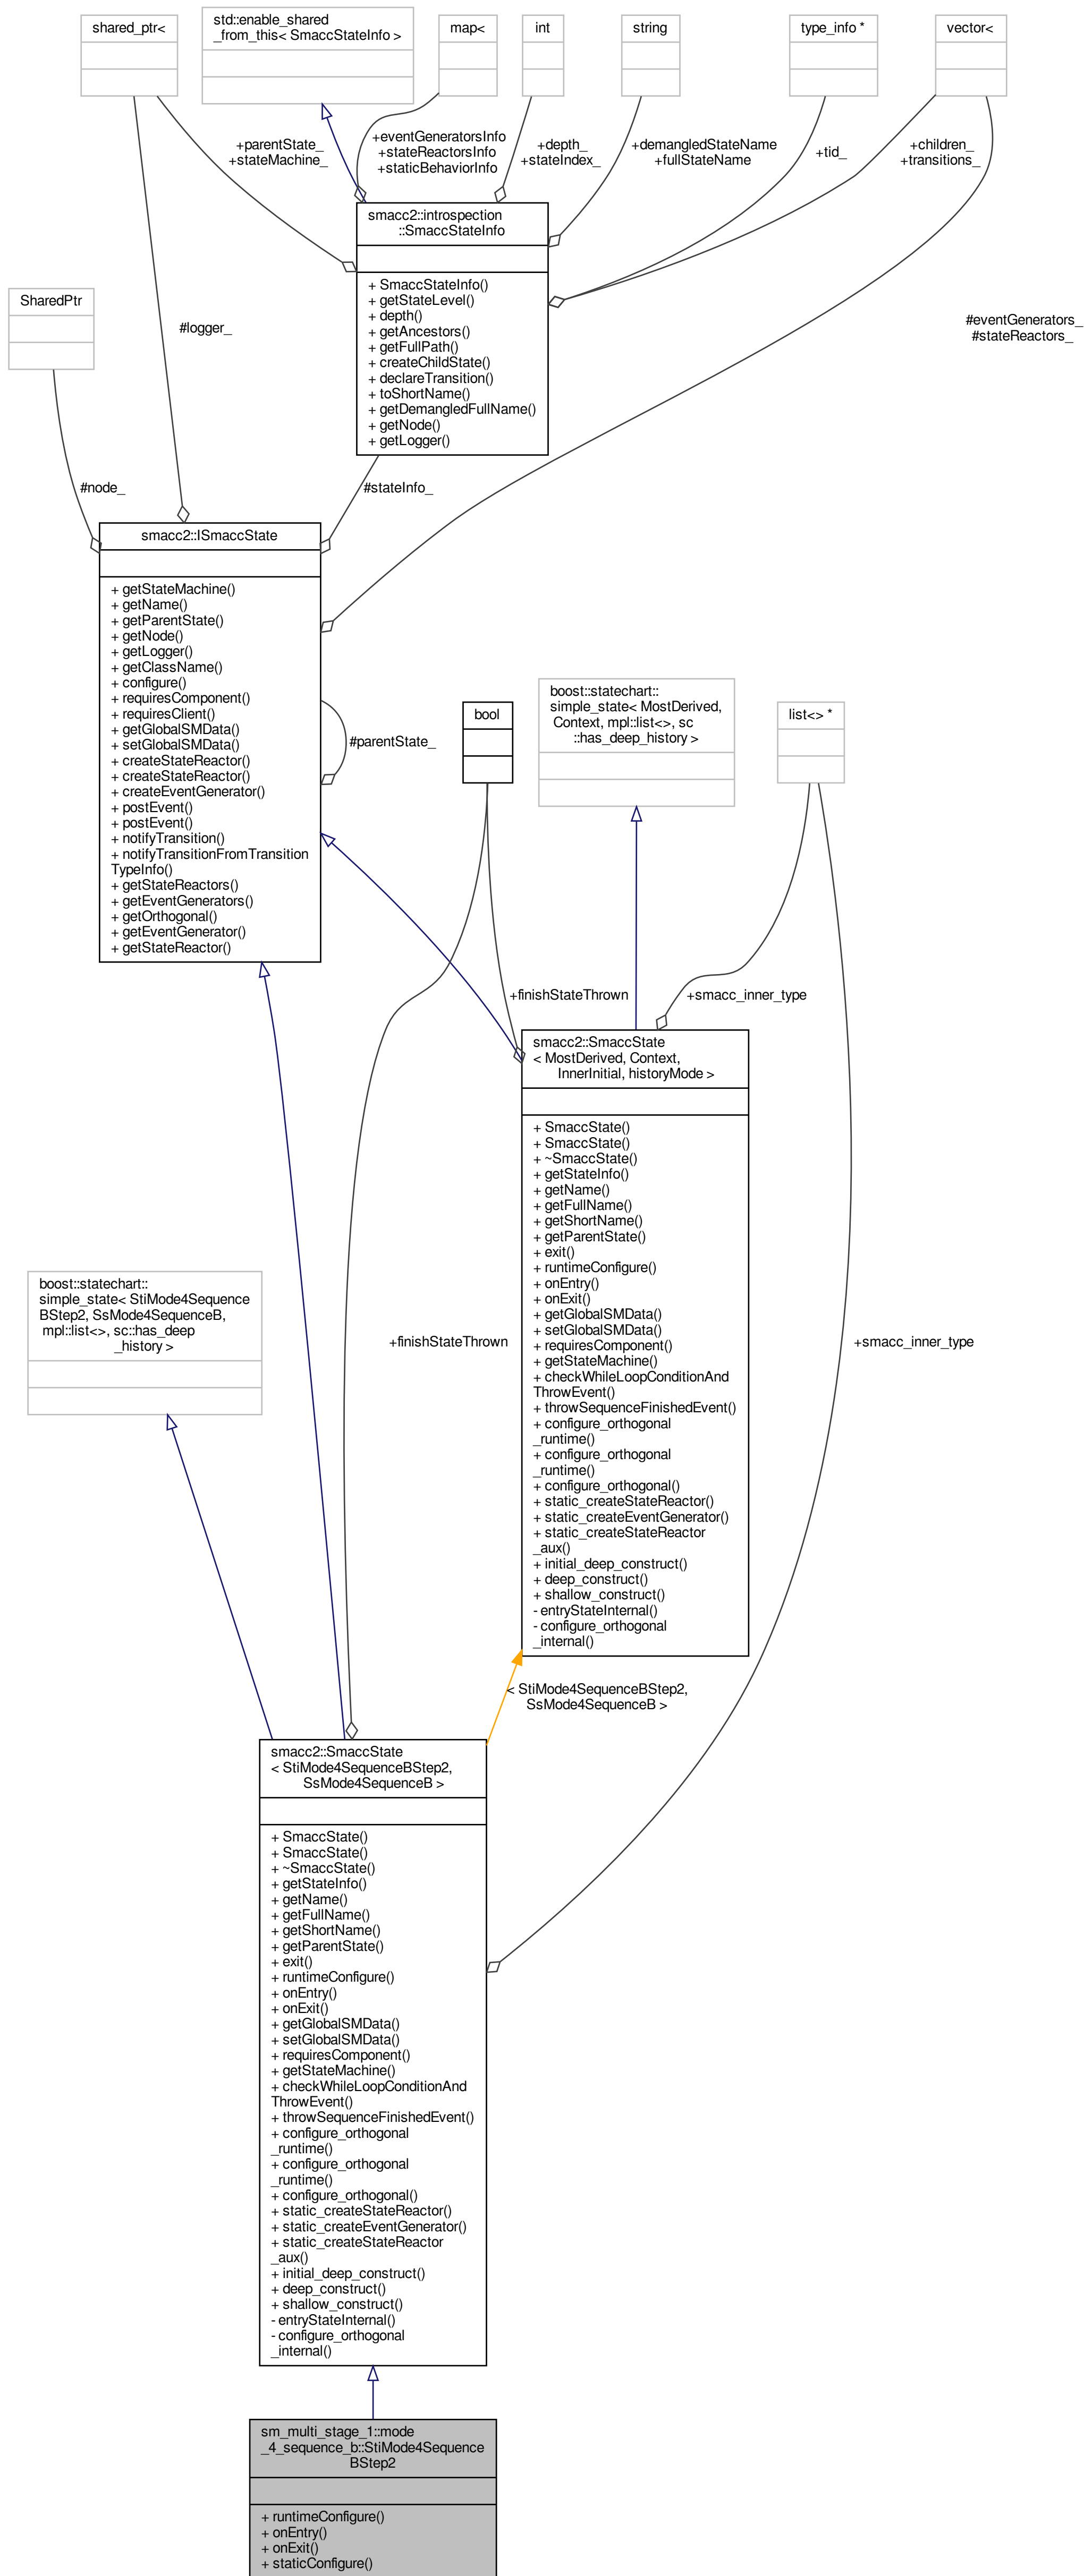 shared_ptr<
std::enable_shared
_from_this< SmaccStateInfo >
map<
int
string
type_info *
vector<
+parentState_
+stateMachine_
+eventGeneratorsInfo
+stateReactorsInfo
+staticBehaviorInfo
+depth_
+stateIndex_
+demangledStateName
+fullStateName
+tid_
+children_
+transitions_
smacc2::introspection
::SmaccStateInfo
+ SmaccStateInfo()
+ getStateLevel()
+ depth()
+ getAncestors()
+ getFullPath()
+ createChildState()
+ declareTransition()
+ toShortName()
+ getDemangledFullName()
+ getNode()
+ getLogger()
SharedPtr
#logger_
#eventGenerators_
#stateReactors_
#node_
#stateInfo_
smacc2::ISmaccState
+ getStateMachine()
+ getName()
+ getParentState()
+ getNode()
+ getLogger()
+ getClassName()
+ configure()
+ requiresComponent()
+ requiresClient()
+ getGlobalSMData()
+ setGlobalSMData()
+ createStateReactor()
+ createStateReactor()
+ createEventGenerator()
+ postEvent()
+ postEvent()
+ notifyTransition()
+ notifyTransitionFromTransition
TypeInfo()
+ getStateReactors()
+ getEventGenerators()
+ getOrthogonal()
+ getEventGenerator()
+ getStateReactor()
#parentState_
bool
boost::statechart::
simple_state< MostDerived,
Context, mpl::list<>, sc
::has_deep_history >
list<> *
+finishStateThrown
+smacc_inner_type
smacc2::SmaccState
< MostDerived, Context,
InnerInitial, historyMode >
+ SmaccState()
+ SmaccState()
+ ~SmaccState()
+ getStateInfo()
+ getName()
+ getFullName()
+ getShortName()
+ getParentState()
+ exit()
+ runtimeConfigure()
+ onEntry()
+ onExit()
+ getGlobalSMData()
+ setGlobalSMData()
+ requiresComponent()
+ getStateMachine()
+ checkWhileLoopConditionAnd
ThrowEvent()
+ throwSequenceFinishedEvent()
+ configure_orthogonal
_runtime()
+ configure_orthogonal
_runtime()
+ configure_orthogonal()
+ static_createStateReactor()
+ static_createEventGenerator()
+ static_createStateReactor
_aux()
+ initial_deep_construct()
+ deep_construct()
+ shallow_construct()
- entryStateInternal()
- configure_orthogonal
_internal()
boost::statechart::
simple_state< StiMode4Sequence
BStep2, SsMode4SequenceB,
mpl::list<>, sc::has_deep
_history >
+finishStateThrown
+smacc_inner_type
< StiMode4SequenceBStep2,
SsMode4SequenceB >
smacc2::SmaccState
< StiMode4SequenceBStep2,
SsMode4SequenceB >
+ SmaccState()
+ SmaccState()
+ ~SmaccState()
+ getStateInfo()
+ getName()
+ getFullName()
+ getShortName()
+ getParentState()
+ exit()
+ runtimeConfigure()
+ onEntry()
+ onExit()
+ getGlobalSMData()
+ setGlobalSMData()
+ requiresComponent()
+ getStateMachine()
+ checkWhileLoopConditionAnd
ThrowEvent()
+ throwSequenceFinishedEvent()
+ configure_orthogonal
_runtime()
+ configure_orthogonal
_runtime()
+ configure_orthogonal()
+ static_createStateReactor()
+ static_createEventGenerator()
+ static_createStateReactor
_aux()
+ initial_deep_construct()
+ deep_construct()
+ shallow_construct()
- entryStateInternal()
- configure_orthogonal
_internal()
sm_multi_stage_1::mode
_4_sequence_b::StiMode4Sequence
BStep2
+ runtimeConfigure()
+ onEntry()
+ onExit()
+ staticConfigure()